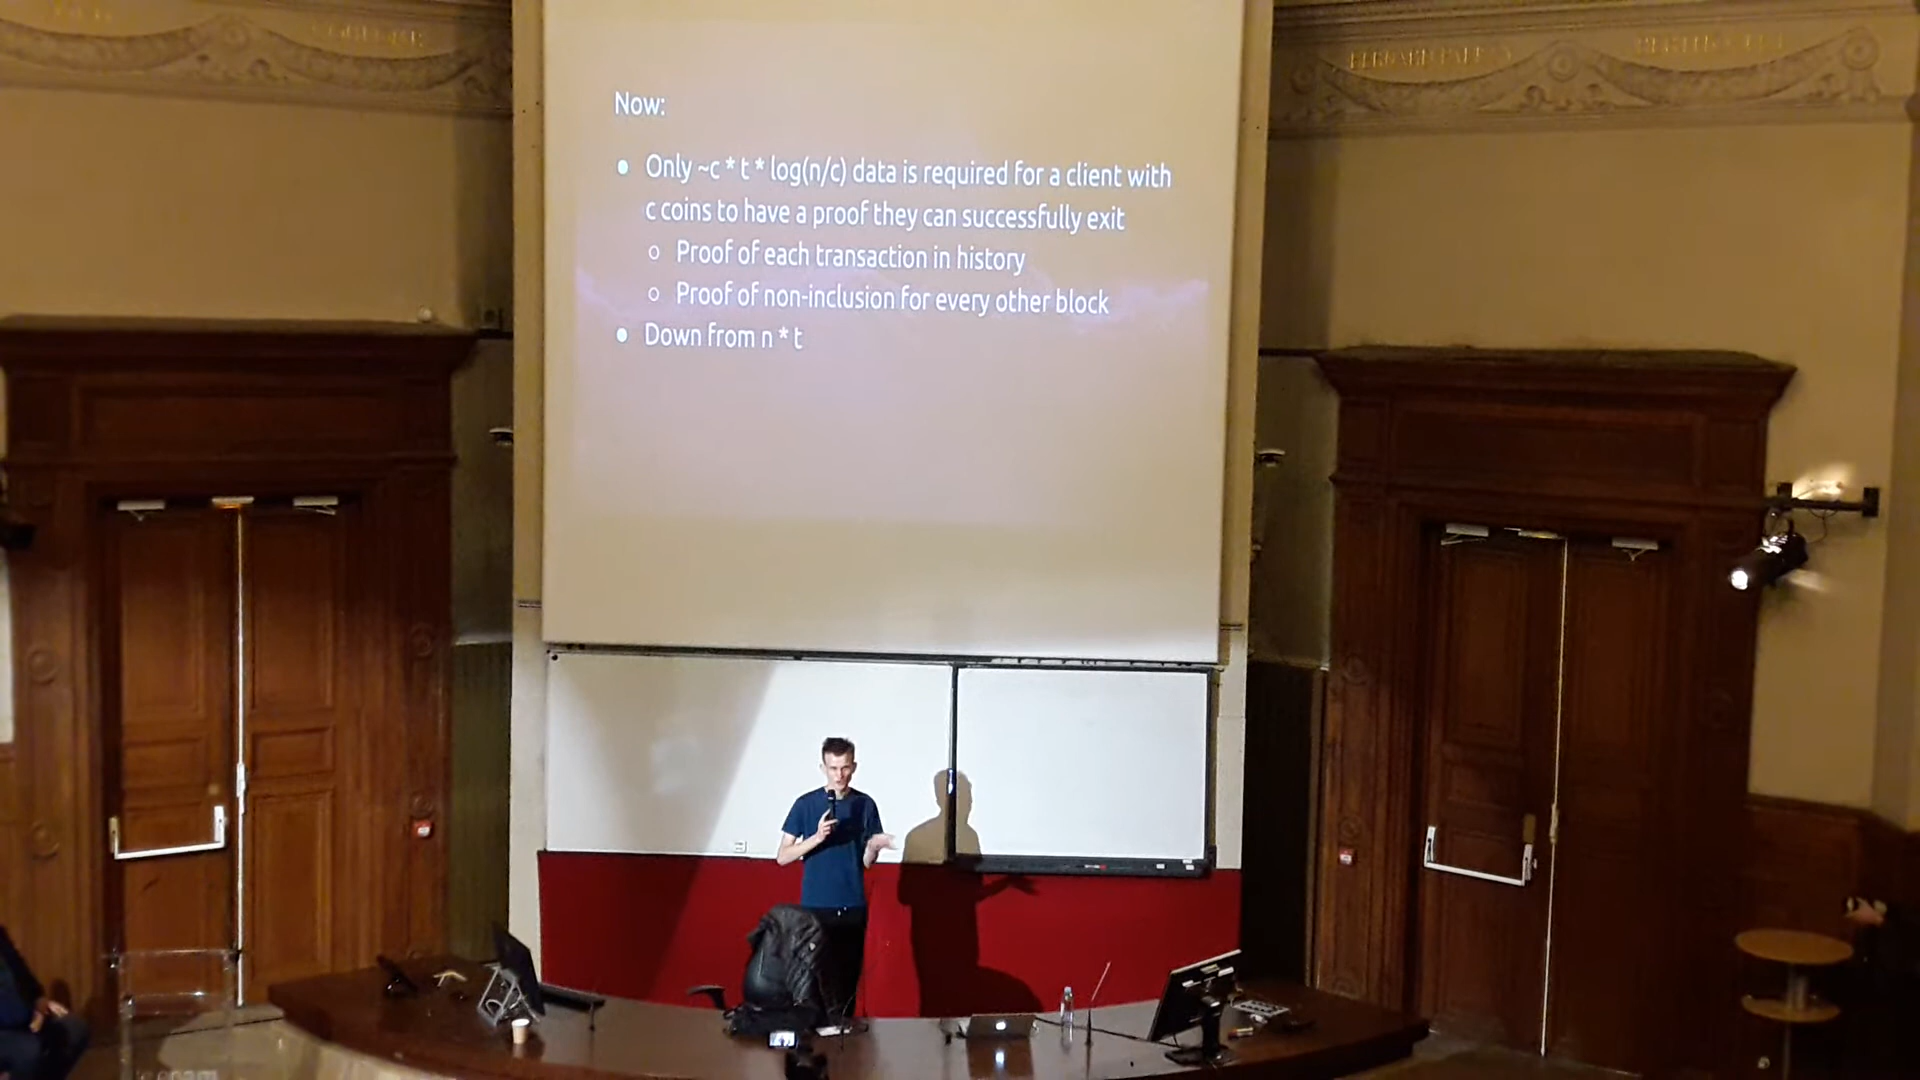 Now:
● Only ~c * t * log(n/c) data is required for a client with
c coins to have a proof they can successfully exit
○ Proof of each transaction in history
○ Proof of non-inclusion for every other block
● Down from n * t